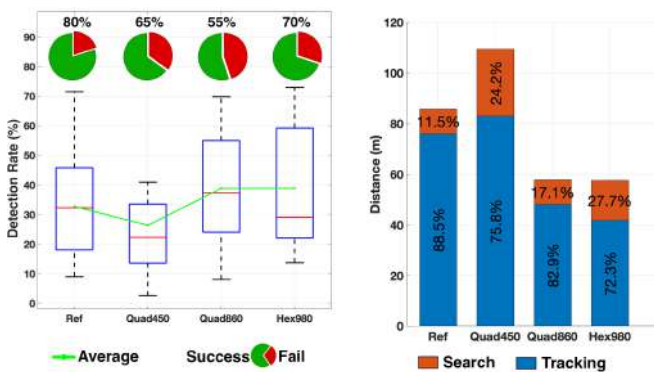 80% 65% 55% 70%
90
80
70
60
50
40
30
20
10
0
Detection Rate (%)
Ref Quad450 Quad860 Hex980
Average Success Fail
120
100
80
60
40
20
0
Distance (m)
11.5% 24.2% 17.1% 27.7%
88.5% 75.8% 82.9% 72.3%
Ref Quad450 Quad860 Hex980
Search Tracking